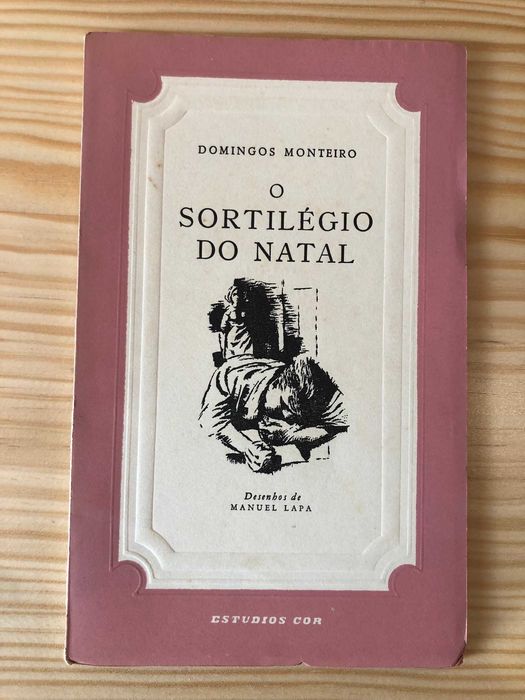 DOMINGOS MONTEIRO
O
SORTILÉGIO
DO NATAL
Desenhos de
MANUEL LAPA
ESTUDIOS COR